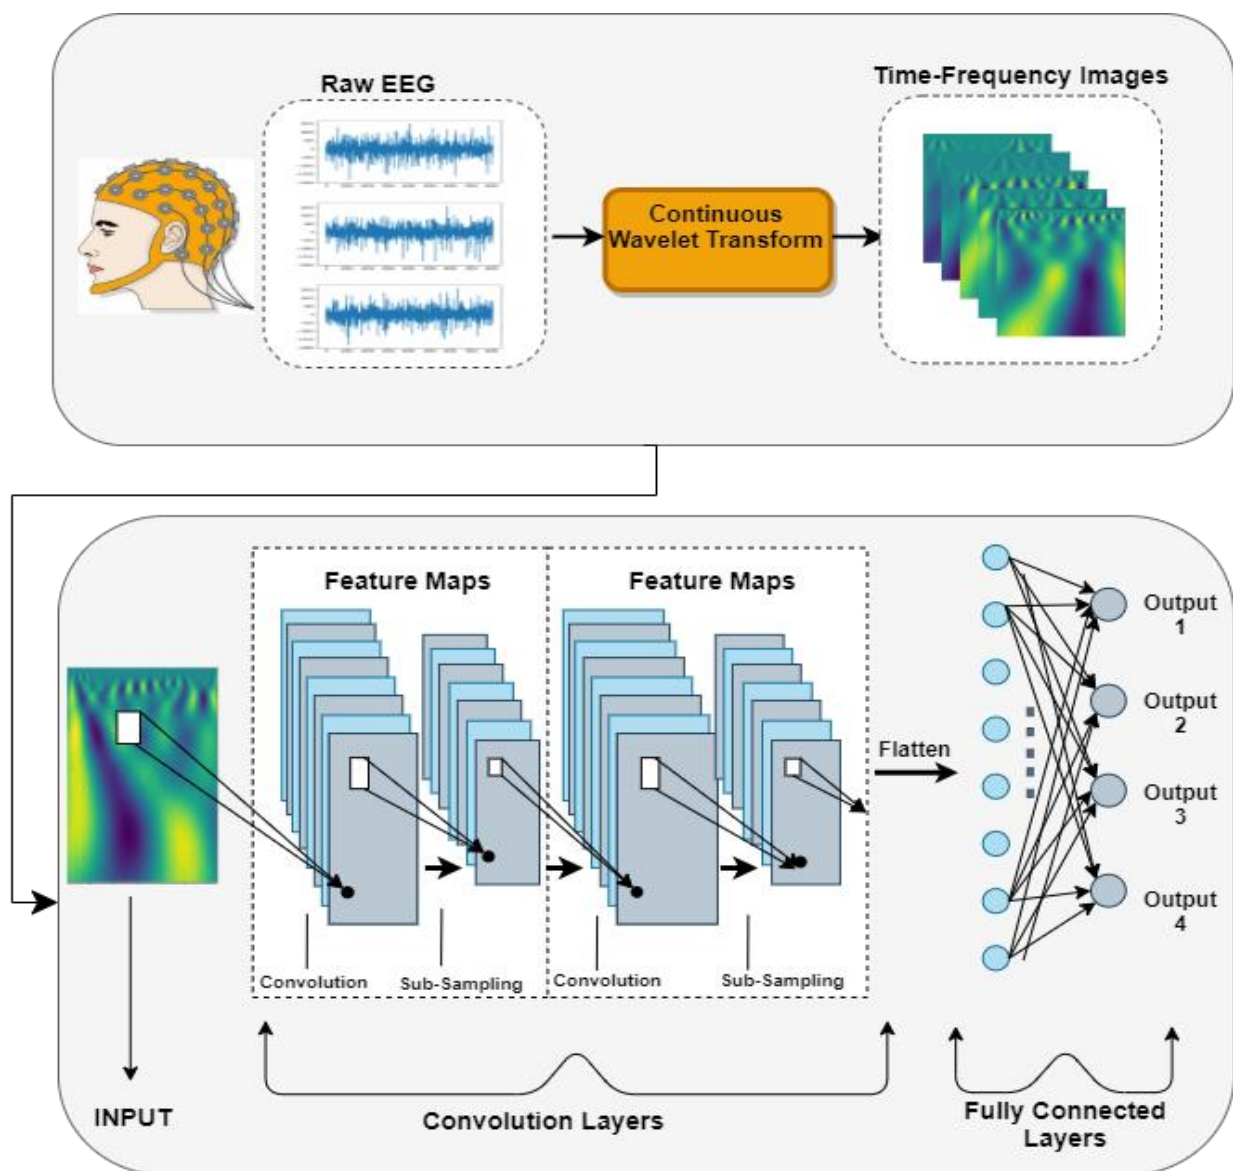 Raw EEG
Time-Frequency Images
Continuous
Wavelet Transform
Feature Maps
Feature Maps
Output
1
Output
2
Flatten
Output
3
Output
4
Convolution
Sub-Sampling
Convolution
Sub-Sampling
INPUT
Convolution Layers
Fully Connected
Layers